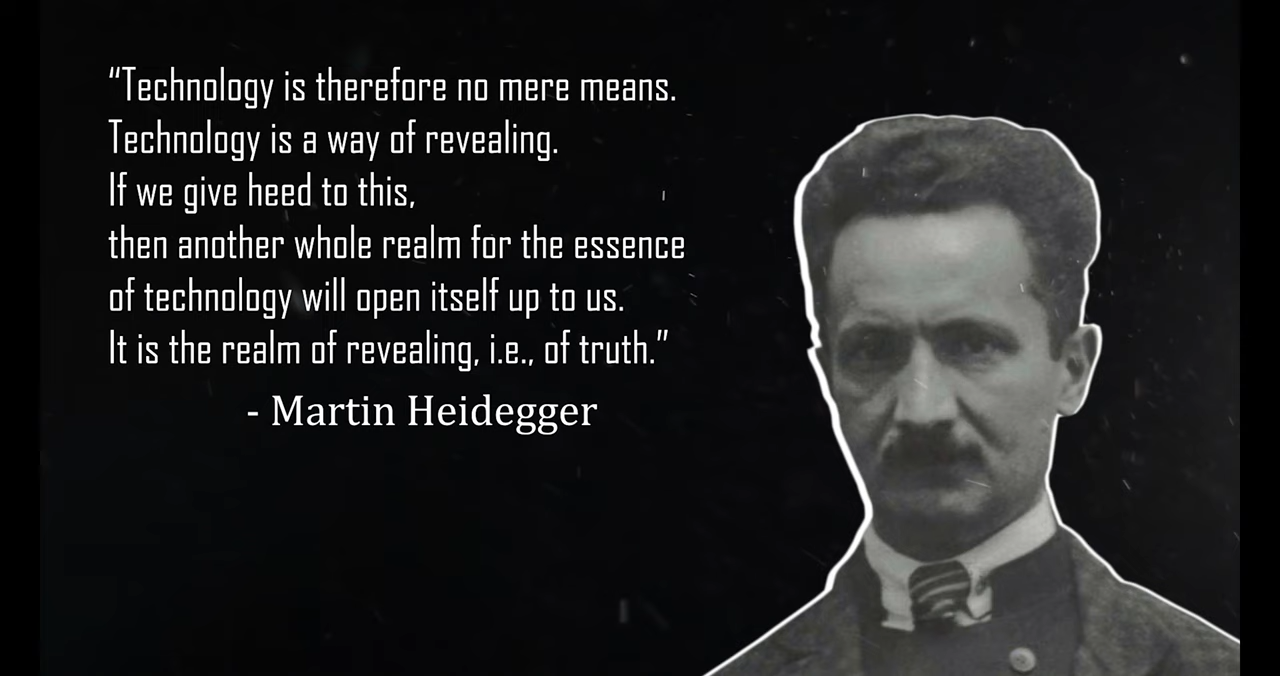 “Technology is therefore no mere means.
Technology is a way of revealing.
If we give heed to this,
then another whole realm for the essence
of technology will open itself up to us.
It is the realm of revealing, i.e., of truth.”
- Martin Heidegger